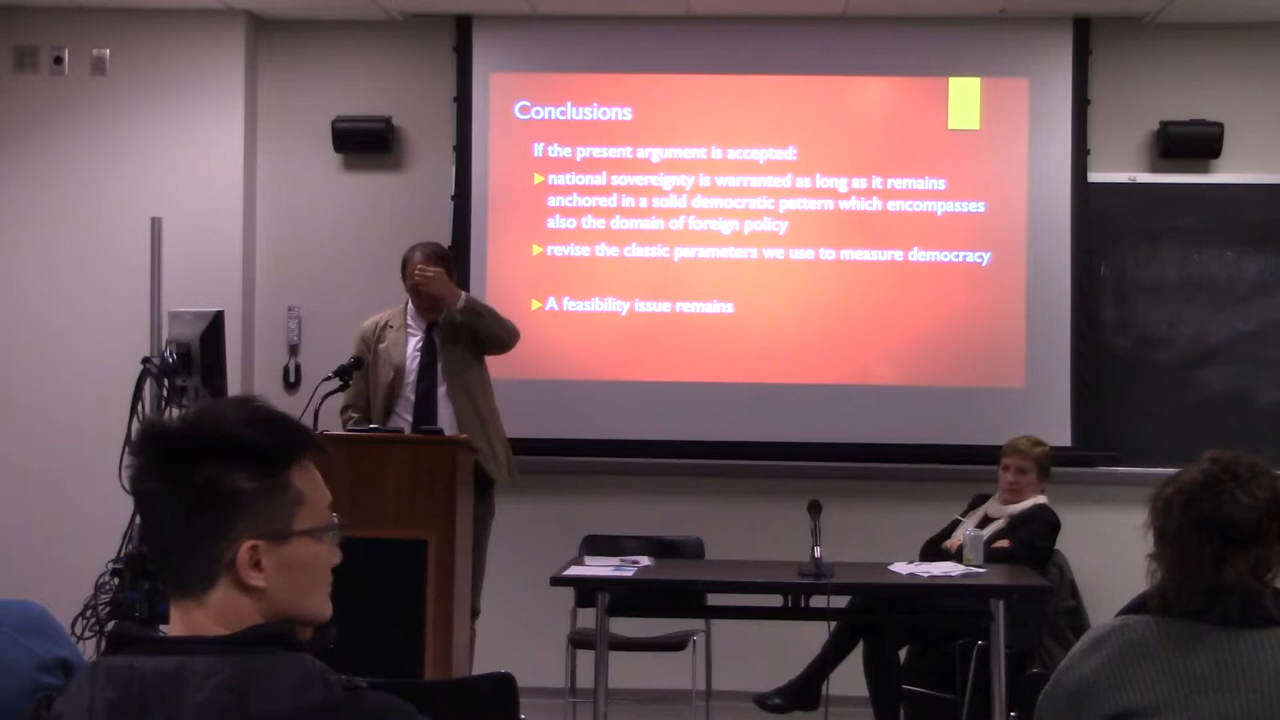 Conclusions
If the present argument is accepted:
national sovereignty is warranted as long as it remains
anchored in a solid democratic pattern which encompasses
also the domain of foreign policy
revise the classic parameters we use to measure democracy
A feasibility issue remains